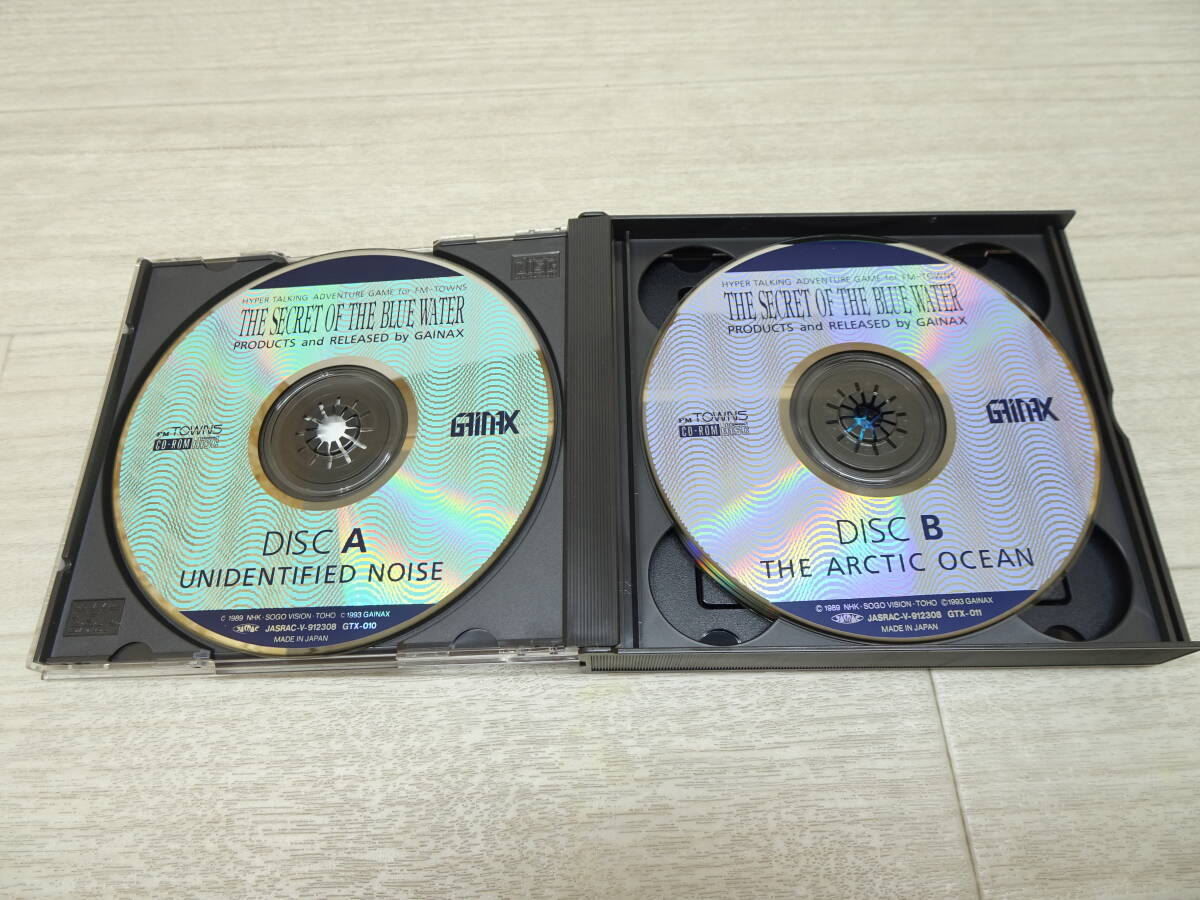 HYPER TALKING ADVENTURE GAME for FM-TOWNS
THE SECRET OF THE BLUE WATER
PRODUCTS and RELEASED by GAINAX
FM TOWNS
CD-ROM DISC
GAINAX
DISC A
UNIDENTIFIED NOISE
© 1989 NHK·SOGO VISION·TOHO © 1993 GAINAX
JASRAC JASRAC-V-912308 GTX-010
MADE IN JAPAN
HYPER TALKING ADVENTURE GAME for FM-TOWNS
THE SECRET OF THE BLUE WATER
PRODUCTS and RELEASED by GAINAX
FM TOWNS
CD-ROM DISC
GAINAX
DISC B
THE ARCTIC OCEAN
© 1989 NHK·SOGO VISION·TOHO ©1993 GAINAX
JASRAC JASRAC-V-912308 GTX-011
MADE IN JAPAN